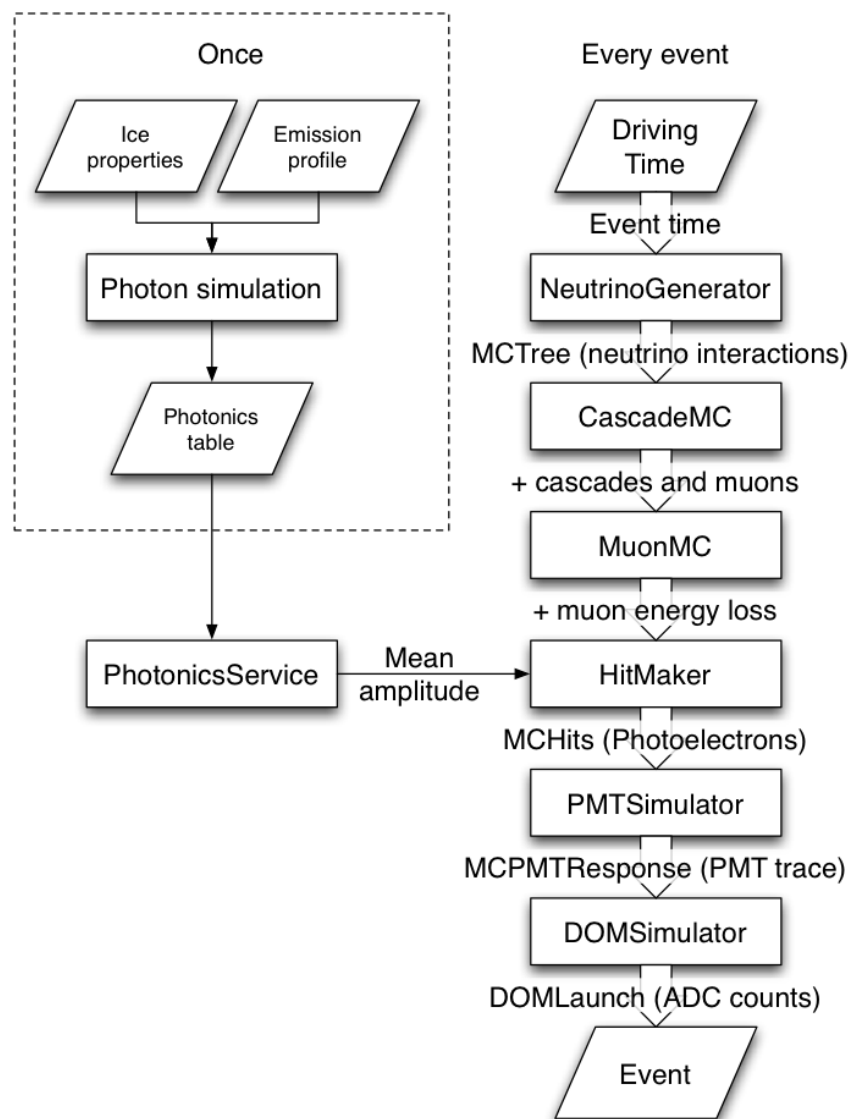 Once
Ice
properties
Emission
profile
Photon simulation
Photonics
table
PhotonicsService
Mean
amplitude
Every event
Driving
Time
Event time
NeutrinoGenerator
MCTree (neutrino interactions)
CascadeMC
+ cascades and muons
MuonMC
+ muon energy loss
HitMaker
MCHits (Photoelectrons)
PMTSimulator
MCPMTResponse (PMT trace)
DOMSimulator
DOMLaunch (ADC counts)
Event